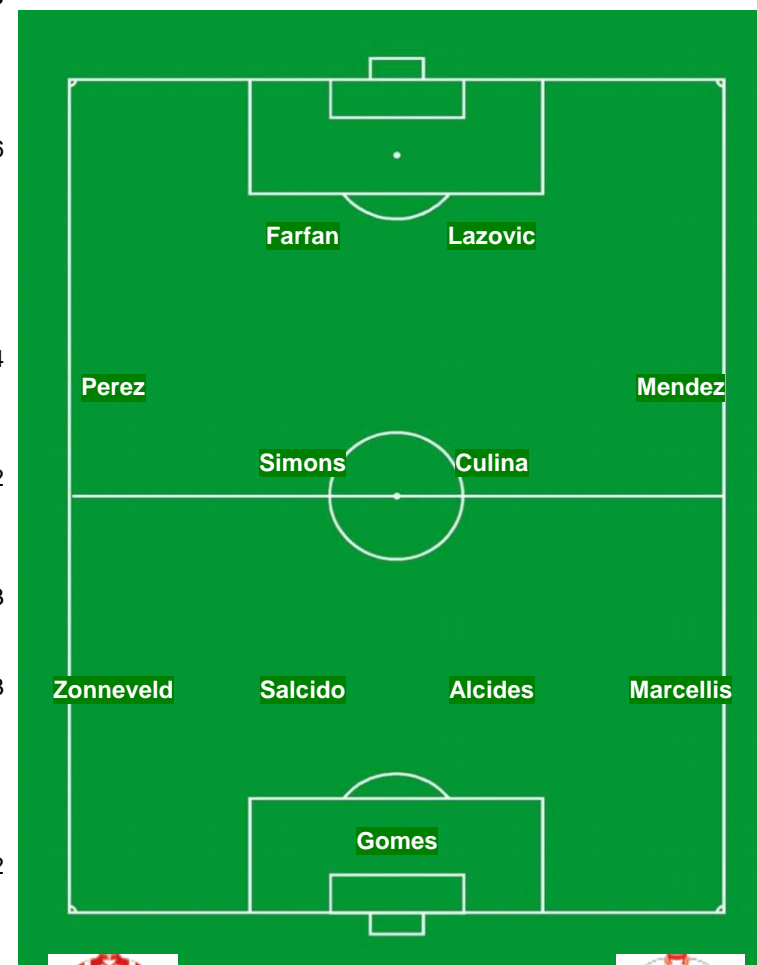 Farfan Lazovic
Perez Mendez
Simons Culina
Zonneveld Salcido Alcides Marcellis
Gomes